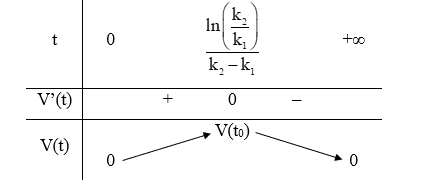 t 0 ln(k₂/k₁)/(k₂−k₁) +∞
V’(t) + 0 −
V(t) 0 V(t₀) 0